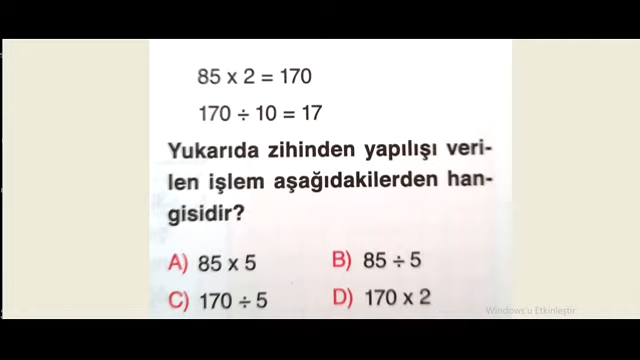 85 x 2 = 170
170 ÷ 10 = 17
Yukarıda zihinden yapılışı veri-
len işlem aşağıdakilerden han-
gisidir?
A) 85 x 5 B) 85 ÷ 5
C) 170 ÷ 5 D) 170 x 2
Windows'u Etkinleştir